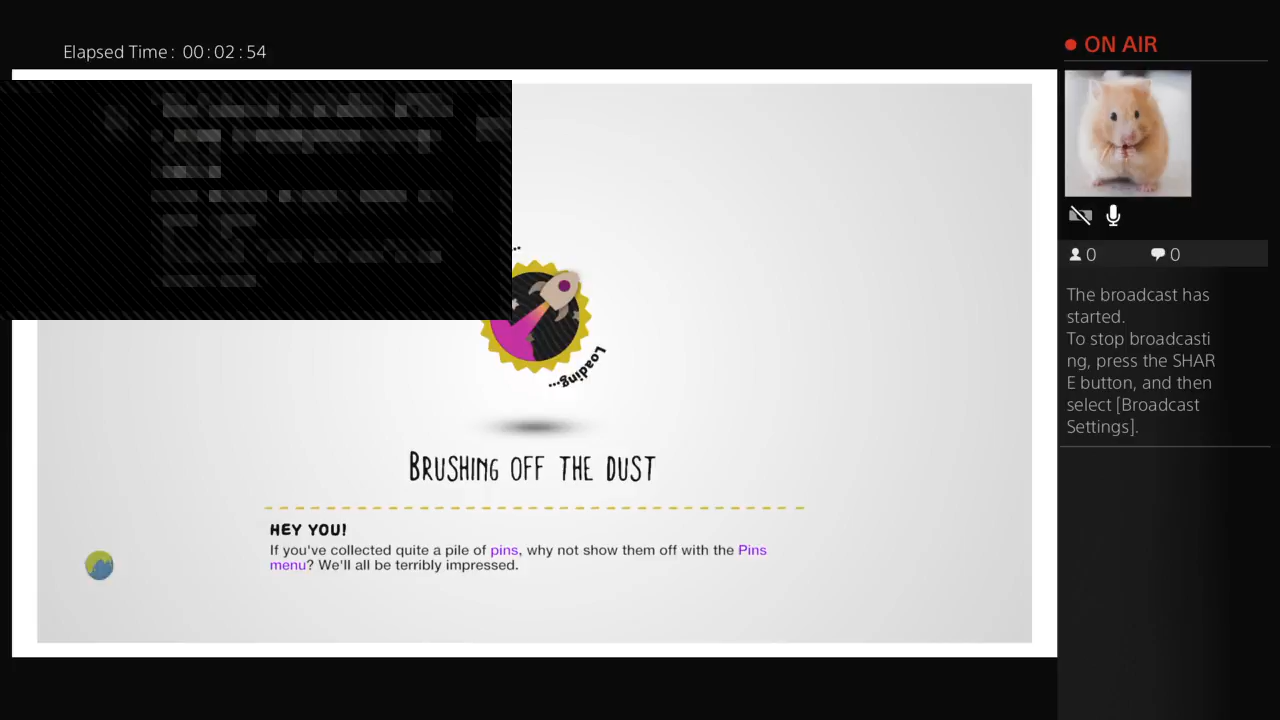 Elapsed Time: 00:02:54
ON AIR
0 0
The broadcast has
started.
To stop broadcasti
ng, press the SHAR
E button, and then
select [Broadcast
Settings].
...
Loading...
BRUSHING OFF THE DUST
HEY YOU!
If you've collected quite a pile of pins, why not show them off with the Pins
menu? We'll all be terribly impressed.